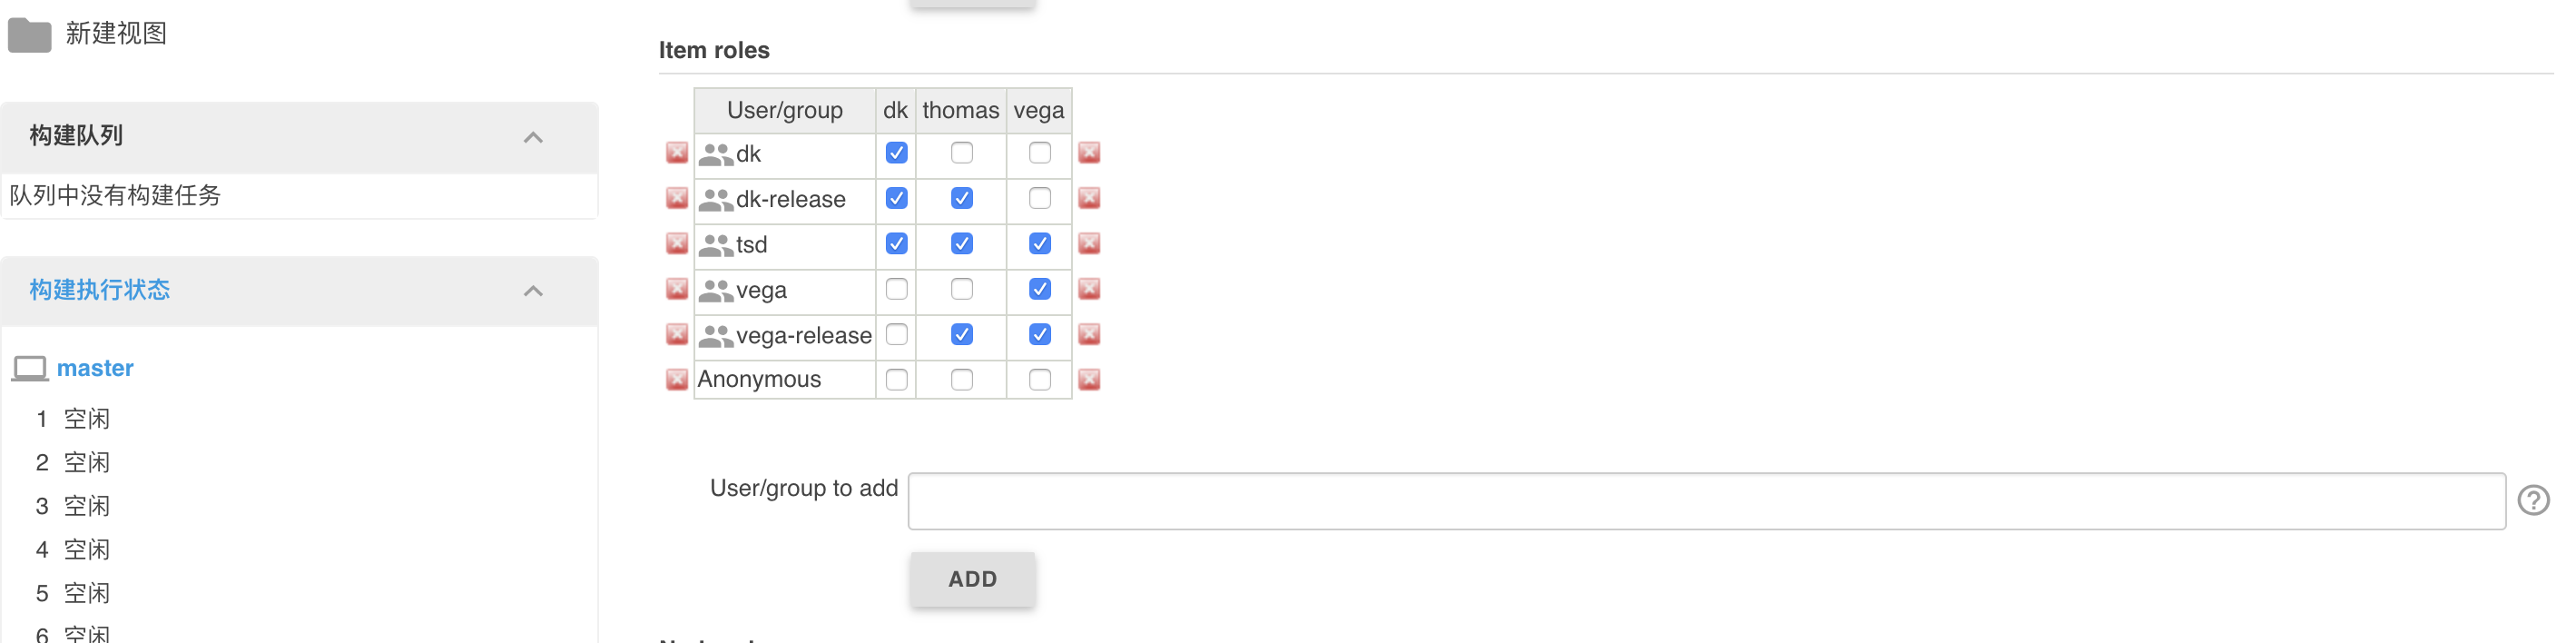 新建视图
构建队列
队列中没有构建任务
构建执行状态
master
1 空闲
2 空闲
3 空闲
4 空闲
5 空闲
6 空闲
Item roles
User/group dk thomas vega
dk
dk-release
tsd
vega
vega-release
Anonymous
User/group to add
ADD